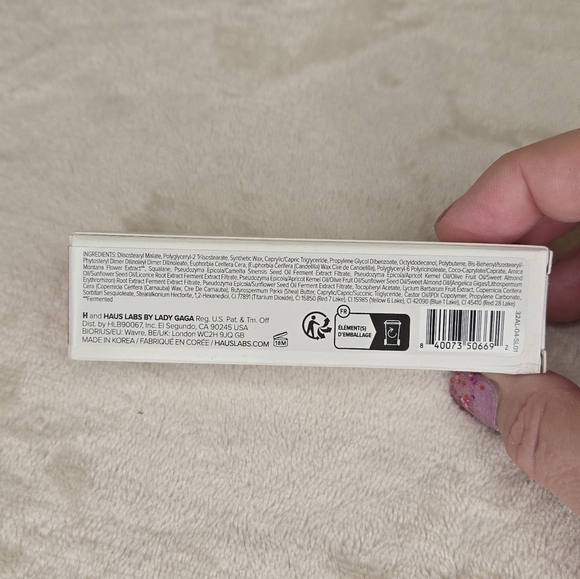 INGREDIENTS: Diisostearyl Malate, Polyglyceryl-2 Triisostearate, Synthetic Wax, Caprylic/Capric Triglyceride, Propylene Glycol Dibenzoate, Octyldodecanol, Polybutene, Bis-Behenyl/Isostearyl/
Phytosteryl Dimer Dilinoleyl Dimer Dilinoleate, Euphorbia Cerifera Cera, (Euphorbia Cerifera (Candelilla) Wax Cire de Candelilla), Polyglyceryl-6 Polyricinoleate, Coco-Caprylate/Caprate, Arnica
Montana Flower Extract**, Squalane, Pseudozyma Epicola/Camellia Sinensis Seed Oil Ferment Extract Filtrate, Pseudozyma Epicola/Apricot Kernel Oil/Olive Fruit Oil/Sweet Almond
Oil/Sunflower Seed Oil/Licorice Root Extract Ferment Extract Filtrate, Pseudozyma Epicola/Apricot Kernel Oil/Olive Fruit Oil/Sunflower Seed Oil/Sweet Almond Oil/Angelica Gigas/Lithospermum
Erythrorhizon) Root Extract Ferment Extract Filtrate, Pseudozyma Epicola/Olive Fruit Oil/Sunflower Seed Oil Ferment Extract Filtrate, Tocopheryl Acetate, Lactum Barbarum Fruit Extract, Copernicia Cerifera
Cera (Copernicia Cerifera (Carnauba) Wax, Cire De Carnauba), Butyrospermum Parkii (Shea) Butter, Caprylic/Capric/Succinic Triglyceride, Castor Oil/IPDI Copolymer, Propylene Carbonate,
Sorbitan Sesquioleate, Stearalkonium Hectorite, 1,2-Hexanediol, CI 77891 (Titanium Dioxide), CI 15850 (Red 7 Lake), CI 15985 (Yellow 6 Lake), CI 42090 (Blue 1 Lake), CI 45410 (Red 28 Lake)
**Fermented
H and HAUS LABS BY LADY GAGA Reg. U.S. Pat. & Tm. Off
Dist. by HLB90067, Inc. El Segundo, CA 90245 USA
BIORIUS/EU: Wavre, BE/UK: London WC2H 9JQ GB
MADE IN KOREA / FABRIQUÉ EN CORÉE / HAUSLABS.COM
18M
FR
ÉLÉMENT(S)
D'EMBALLAGE
8 40073 50669 2
32AL-04-SL.01